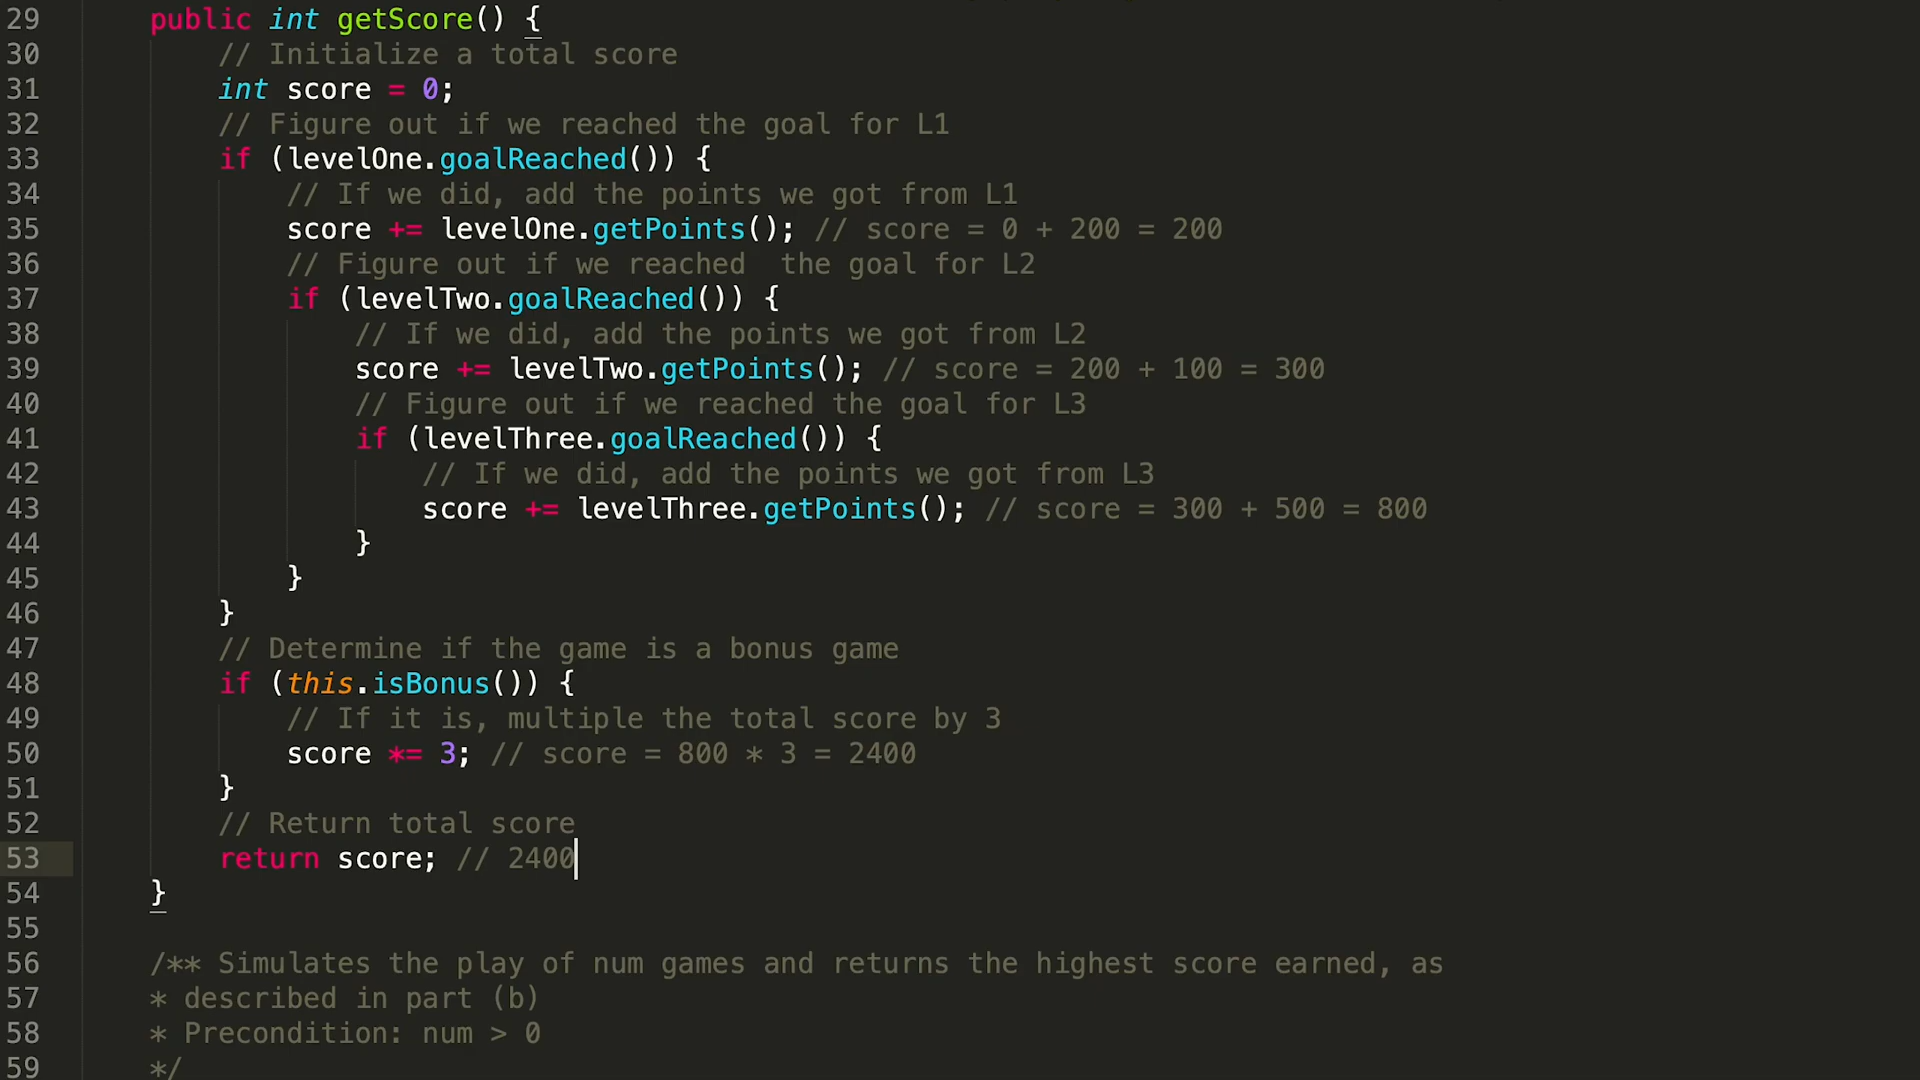 29 public int getScore() {
30 // Initialize a total score
31 int score = 0;
32 // Figure out if we reached the goal for L1
33 if (levelOne.goalReached()) {
34 // If we did, add the points we got from L1
35 score += levelOne.getPoints(); // score = 0 + 200 = 200
36 // Figure out if we reached  the goal for L2
37 if (levelTwo.goalReached()) {
38 // If we did, add the points we got from L2
39 score += levelTwo.getPoints(); // score = 200 + 100 = 300
40 // Figure out if we reached the goal for L3
41 if (levelThree.goalReached()) {
42 // If we did, add the points we got from L3
43 score += levelThree.getPoints(); // score = 300 + 500 = 800
44 }
45 }
46 }
47 // Determine if the game is a bonus game
48 if (this.isBonus()) {
49 // If it is, multiple the total score by 3
50 score *= 3; // score = 800 * 3 = 2400
51 }
52 // Return total score
53 return score; // 2400
54 }
55
56 /** Simulates the play of num games and returns the highest score earned, as
57 * described in part (b)
58 * Precondition: num > 0
59 */